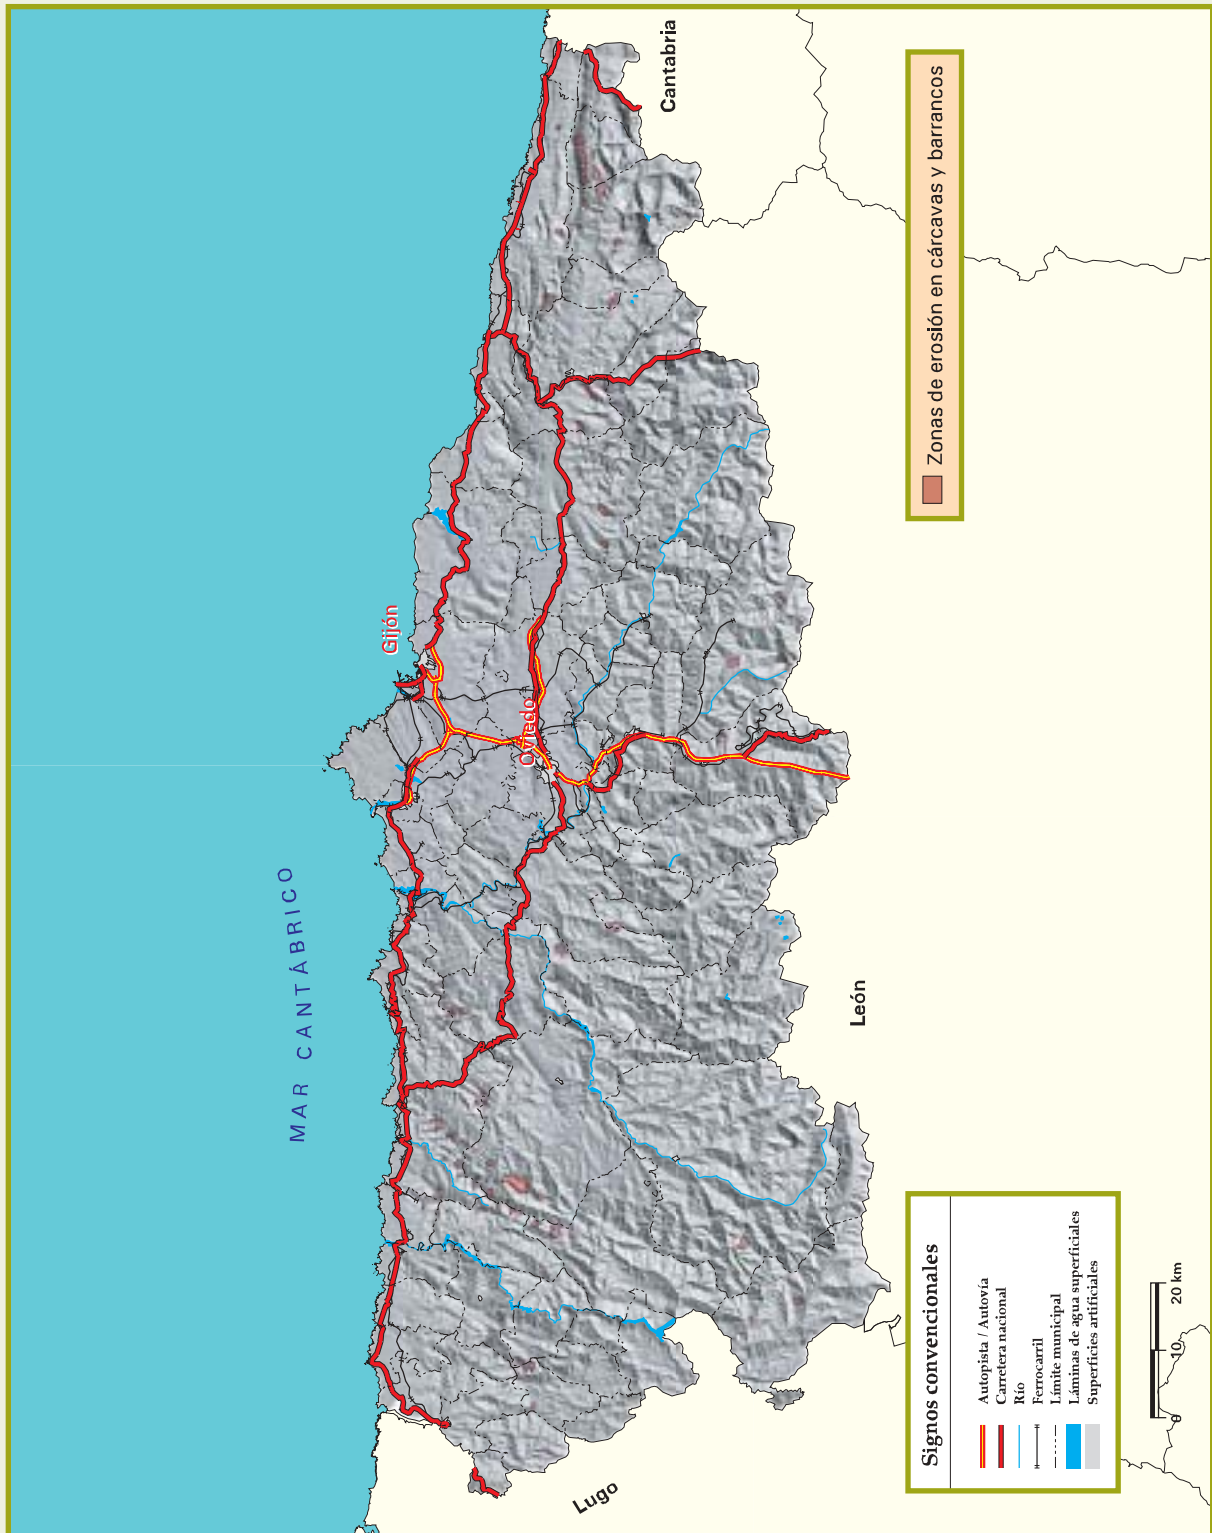 MAR CANTÁBRICO
Gijón
Oviedo
Cantabria
León
Lugo
Zonas de erosión en cárcavas y barrancos
Signos convencionales
Autopista / Autovía
Carretera nacional
Río
Ferrocarril
Límite municipal
Láminas de agua superficiales
Superficies artificiales
0 10 20 km